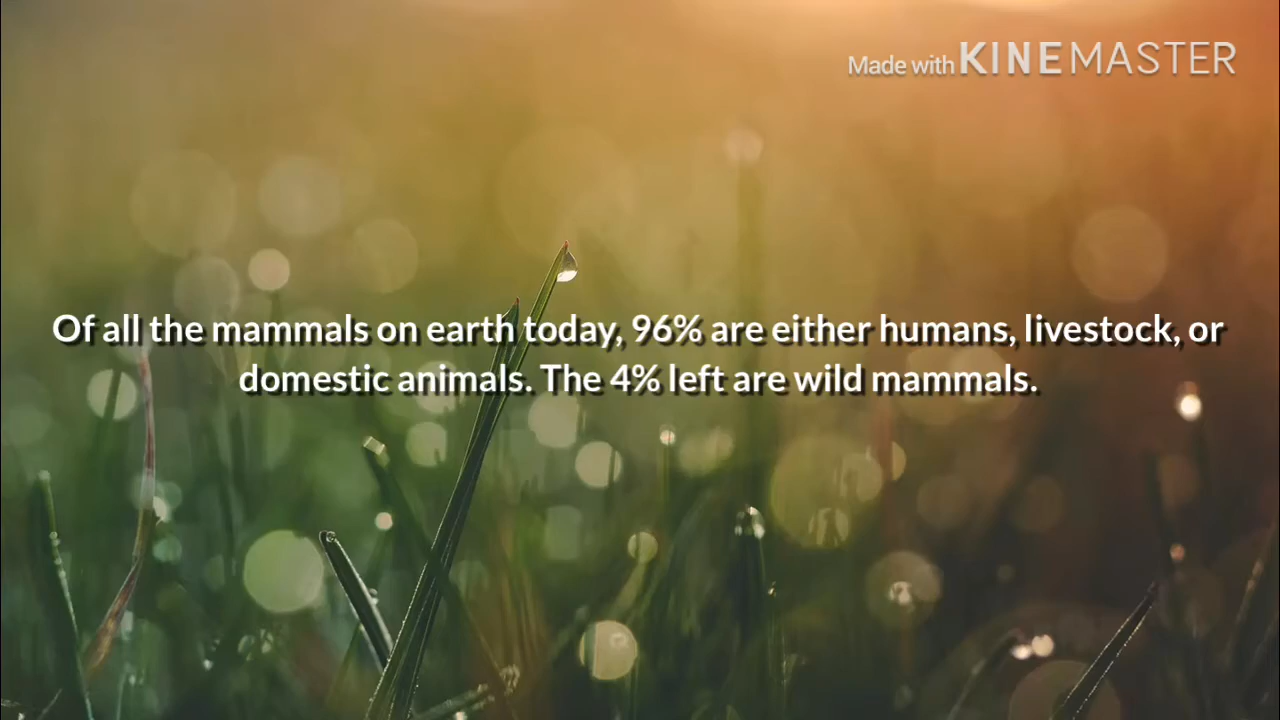 Made with KINEMASTER
Of all the mammals on earth today, 96% are either humans, livestock, or
domestic animals. The 4% left are wild mammals.